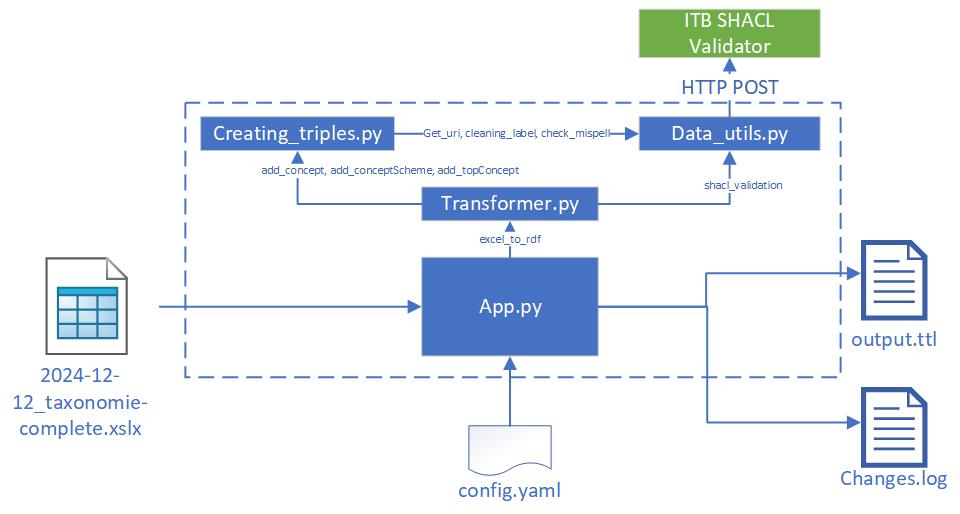 ITB SHACL
Validator
HTTP POST
Creating_triples.py
Get_uri, cleaning_label, check_mispell
Data_utils.py
add_concept, add_conceptScheme, add_topConcept
shacl_validation
Transformer.py
excel_to_rdf
App.py
output.ttl
2024-12-
12_taxonomie-
complete.xslx
Changes.log
config.yaml